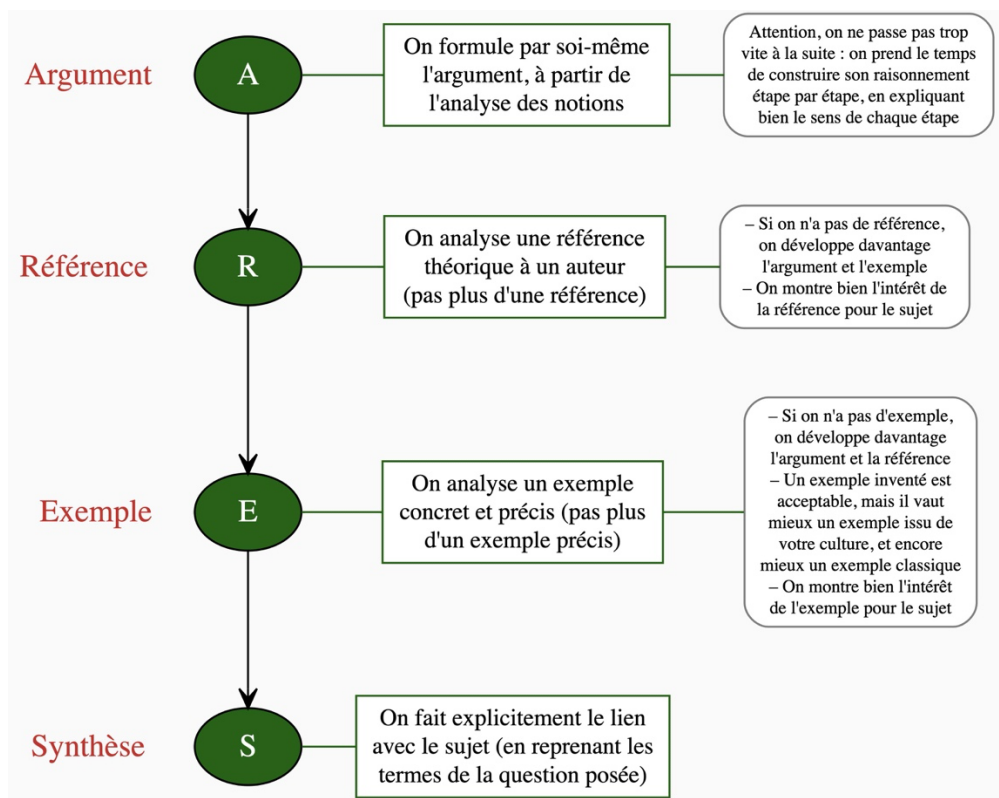 Argument
A
On formule par soi-même
l'argument, à partir de
l'analyse des notions
Attention, on ne passe pas trop
vite à la suite : on prend le temps
de construire son raisonnement
étape par étape, en expliquant
bien le sens de chaque étape
Référence
R
On analyse une référence
théorique à un auteur
(pas plus d'une référence)
– Si on n'a pas de référence,
on développe davantage
l'argument et l'exemple
– On montre bien l'intérêt de
la référence pour le sujet
Exemple
E
On analyse un exemple
concret et précis (pas plus
d'un exemple précis)
– Si on n'a pas d'exemple,
on développe davantage
l'argument et la référence
– Un exemple inventé est
acceptable, mais il vaut
mieux un exemple issu de
votre culture, et encore
mieux un exemple classique
– On montre bien l'intérêt
de l'exemple pour le sujet
Synthèse
S
On fait explicitement le lien
avec le sujet (en reprenant les
termes de la question posée)